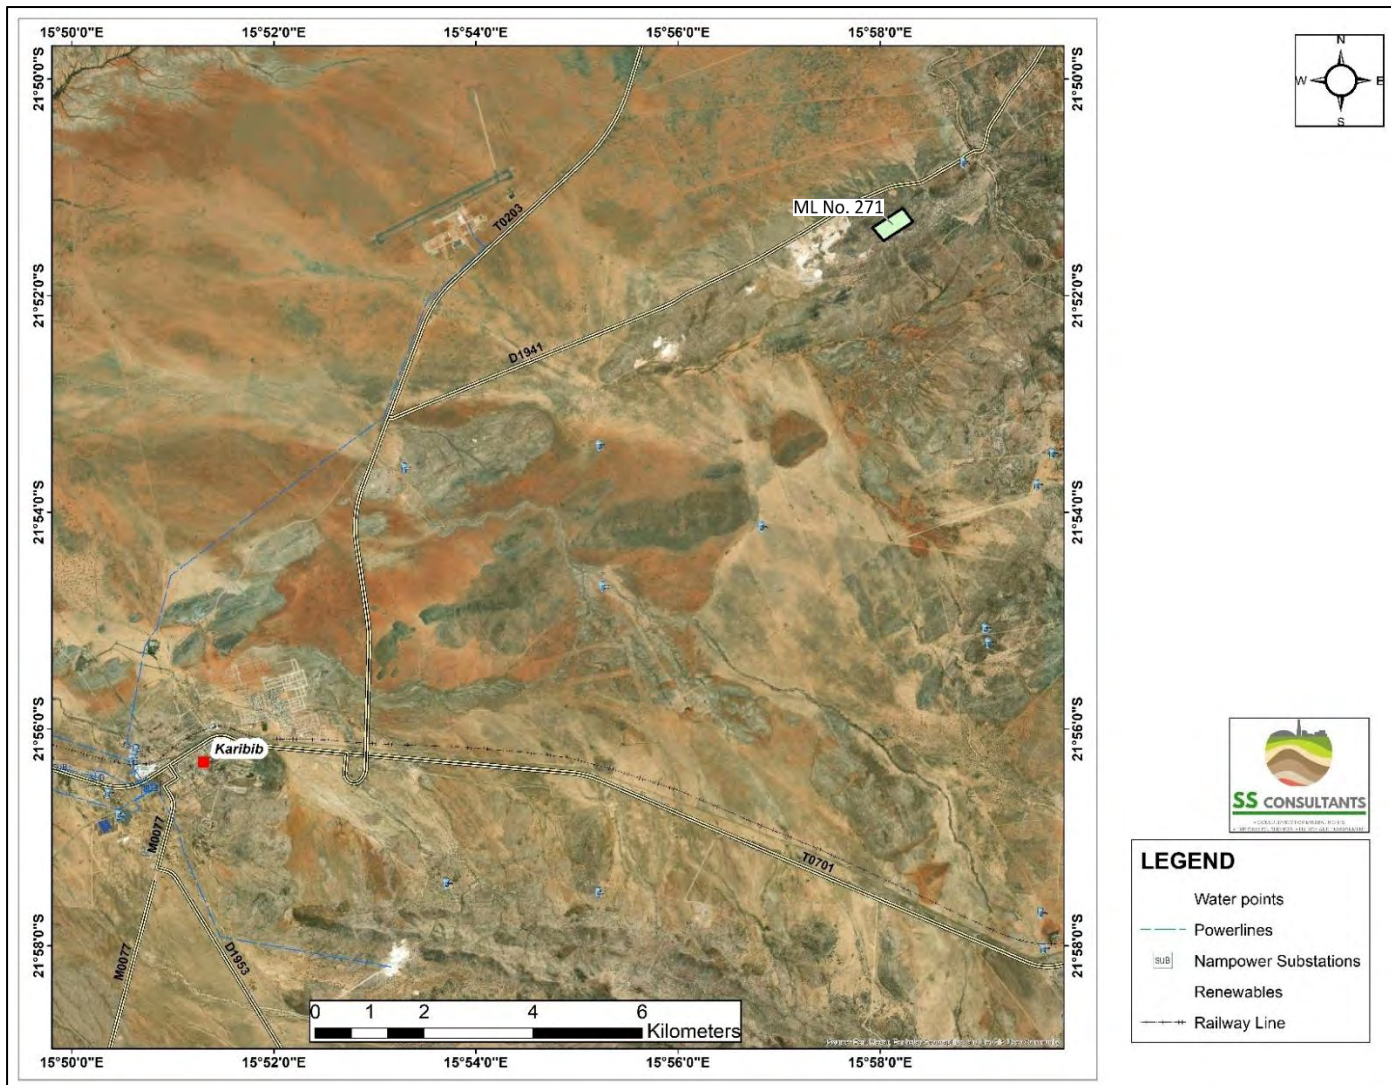 15°50'0"E 15°52'0"E 15°54'0"E 15°56'0"E 15°58'0"E
N
W E
S
21°50'0"S 21°50'0"S
ML No. 271
T0203
21°52'0"S 21°52'0"S
D1941
21°54'0"S 21°54'0"S
21°56'0"S 21°56'0"S
Karibib
SUB
M0077
T0701
21°58'0"S 21°58'0"S
M0077
D1953
0 1 2 4 6
Kilometers
15°50'0"E 15°52'0"E 15°54'0"E 15°56'0"E 15°58'0"E
SS CONSULTANTS
LEGEND
Water points
Powerlines
SUB Nampower Substations
Renewables
Railway Line